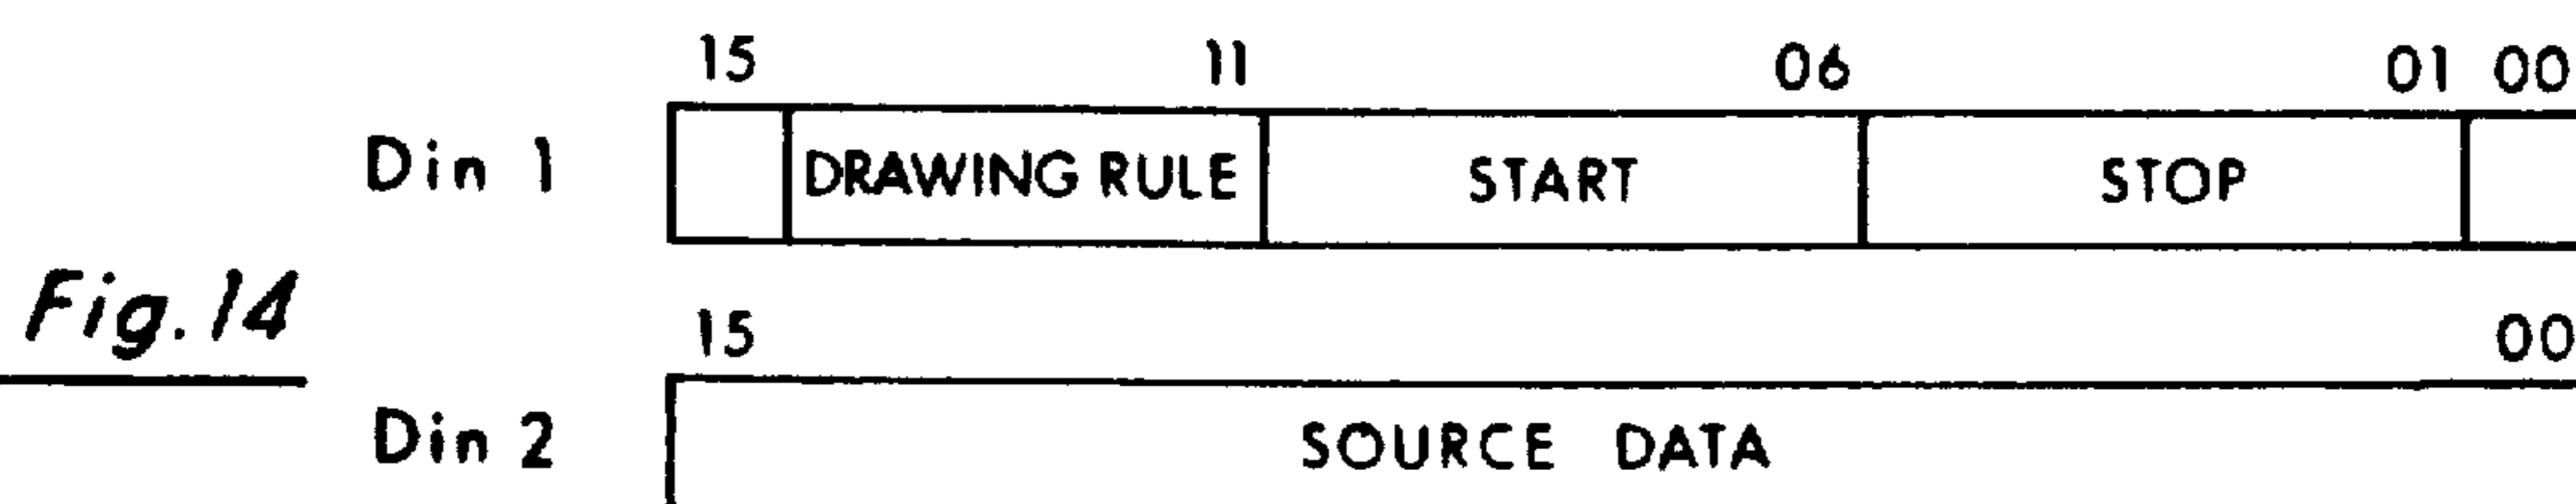 15 11 06 01 00
Din 1 DRAWING RULE START STOP
Fig. 14
15 00
Din 2 SOURCE DATA